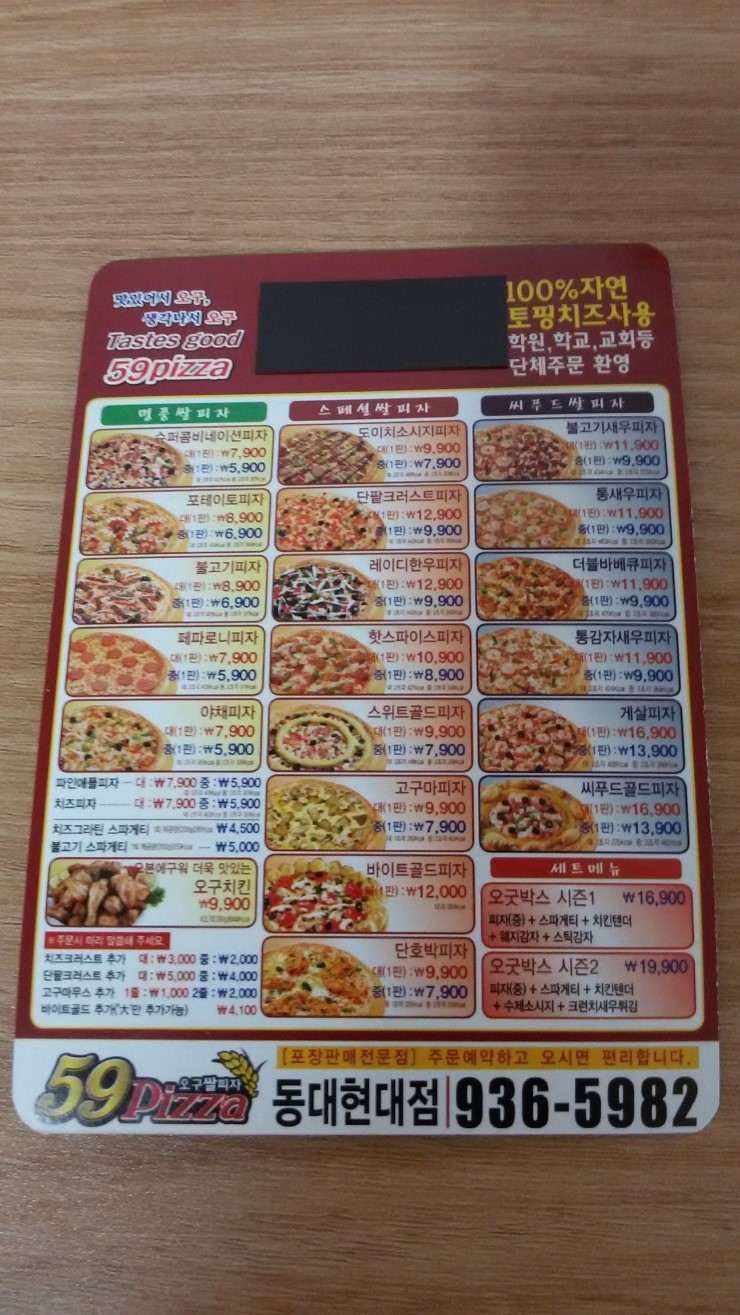 맛있어서 오구,
생각나서 오구
Tastes good
59pizza
100%자연
토핑치즈사용
학원,학교,교회등
단체주문 환영
명품쌀피자
수퍼콤비네이션피자
대(1판):₩7,900
중(1판):₩5,900
포테이토피자
대(1판):₩8,900
중(1판):₩6,900
불고기피자
대(1판):₩8,900
중(1판):₩6,900
페파로니피자
대(1판):₩7,900
중(1판):₩5,900
야채피자
대(1판):₩7,900
중(1판):₩5,900
파인애플피자 대:₩7,900 중:₩5,900
치즈피자 대:₩7,900 중:₩5,900
치즈그라틴 스파게티 ₩4,500
불고기 스파게티 ₩5,000
오븐에구워 더욱 맛있는
오구치킨
₩9,900
※주문시 미리 말씀해 주세요.
치즈크러스트 추가 대:₩3,000 중:₩2,000
단팥크러스트 추가 대:₩5,000 중:₩4,000
고구마무스 추가 1줄:₩1,000 2줄:₩2,000
바이트골드 추가("大"만 추가가능) ₩4,100
스페셜쌀피자
도이치소시지피자
대(1판):₩9,900
중(1판):₩7,900
단팥크러스트피자
대(1판):₩12,900
중(1판):₩9,900
레이디한우피자
대(1판):₩12,900
중(1판):₩9,900
핫스파이스피자
대(1판):₩10,900
중(1판):₩8,900
스위트골드피자
대(1판):₩9,900
중(1판):₩7,900
고구마피자
대(1판):₩9,900
중(1판):₩7,900
바이트골드피자
대(1판):₩12,000
단호박피자
대(1판):₩9,900
중(1판):₩7,900
씨푸드쌀피자
불고기새우피자
대(1판):₩11,900
중(1판):₩9,900
통새우피자
대(1판):₩11,900
중(1판):₩9,900
더블바베큐피자
대(1판):₩11,900
중(1판):₩9,900
통감자새우피자
대(1판):₩11,900
중(1판):₩9,900
게살피자
대(1판):₩16,900
중(1판):₩13,900
씨푸드골드피자
대(1판):₩16,900
중(1판):₩13,900
세트메뉴
오굿박스 시즌1 ₩16,900
피자(중)+스파게티+치킨텐더
+웨지감자+스틱감자
오굿박스 시즌2 ₩19,900
피자(중)+스파게티+치킨텐더
+수제소시지+크런치새우튀김
59Pizza 오구쌀피자
[포장판매전문점] 주문예약하고 오시면 편리합니다.
동대현대점 936-5982